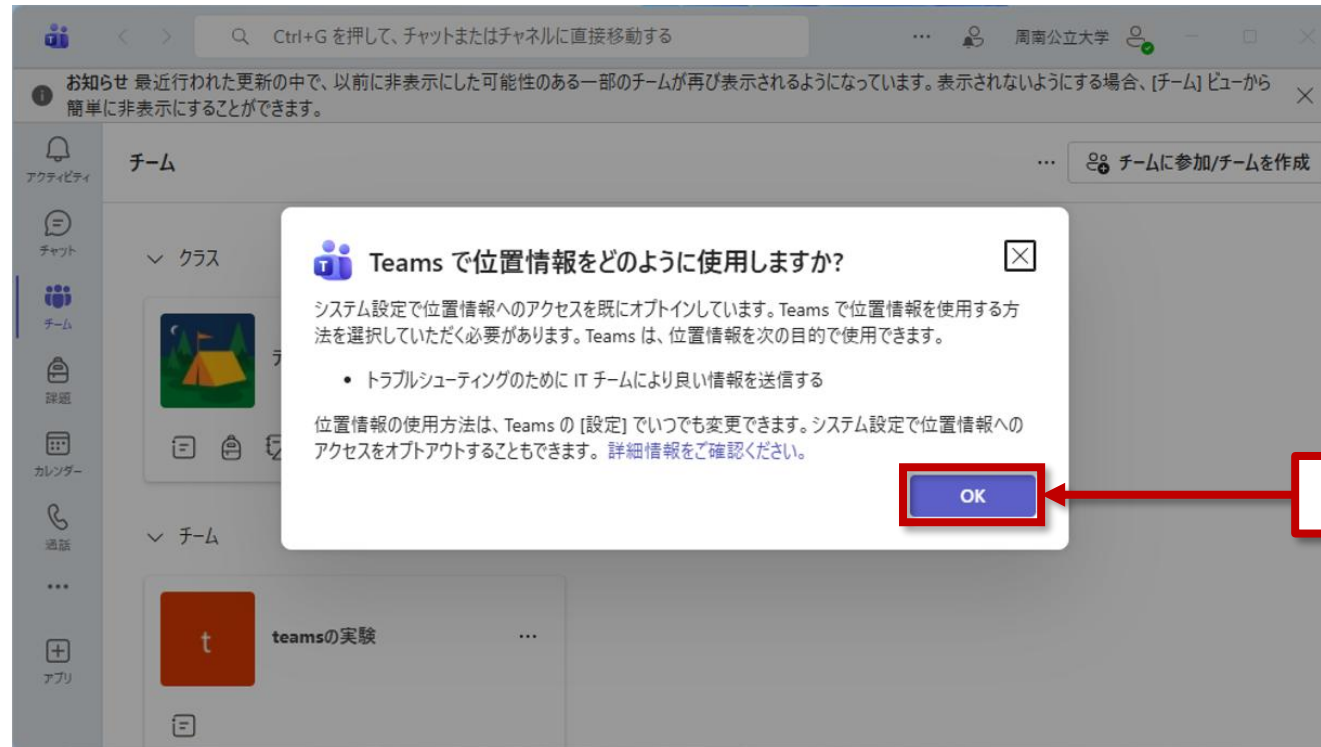 Ctrl+G を押して、チャットまたはチャネルに直接移動する
… 周南公立大学
お知らせ 最近行われた更新の中で、以前に非表示にした可能性のある一部のチームが再び表示されるようになっています。表示されないようにする場合、[チーム] ビューから
簡単に非表示にすることができます。
アクティビティ
チーム
… チームに参加/チームを作成
チャット
クラス
Teams で位置情報をどのように使用しますか?
システム設定で位置情報へのアクセスを既にオプトインしています。Teams で位置情報を使用する方
法を選択していただく必要があります。Teams は、位置情報を次の目的で使用できます。
• トラブルシューティングのために IT チームにより良い情報を送信する
位置情報の使用方法は、Teams の [設定] でいつでも変更できます。システム設定で位置情報への
アクセスをオプトアウトすることもできます。詳細情報をご確認ください。
OK
チーム
課題
カレンダー
通話
チーム
…
t
teamsの実験 …
アプリ